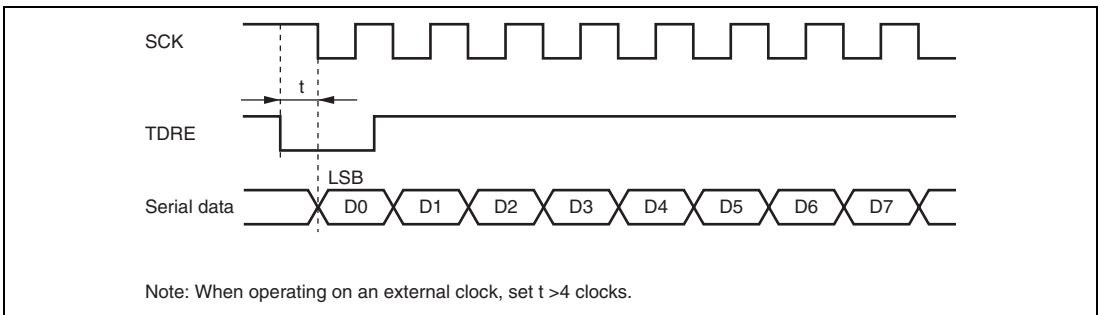 SCK
t
TDRE
LSB
Serial data D0 D1 D2 D3 D4 D5 D6 D7
Note: When operating on an external clock, set t >4 clocks.